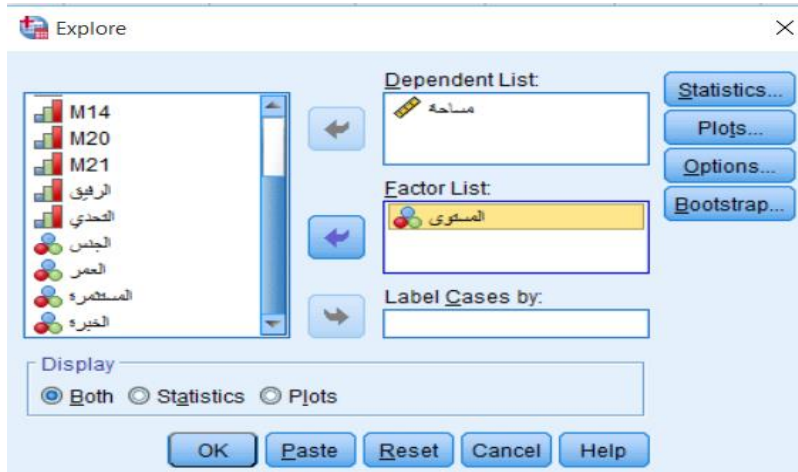 Explore
Dependent List:
مساحة
Statistics...
Plots...
Options...
Bootstrap...
M14
M20
M21
الرفيق
التحدي
الجنس
العمر
المستثمرة
الخبرة
Factor List:
المستوى
Label Cases by:
Display
Both Statistics Plots
OK Paste Reset Cancel Help